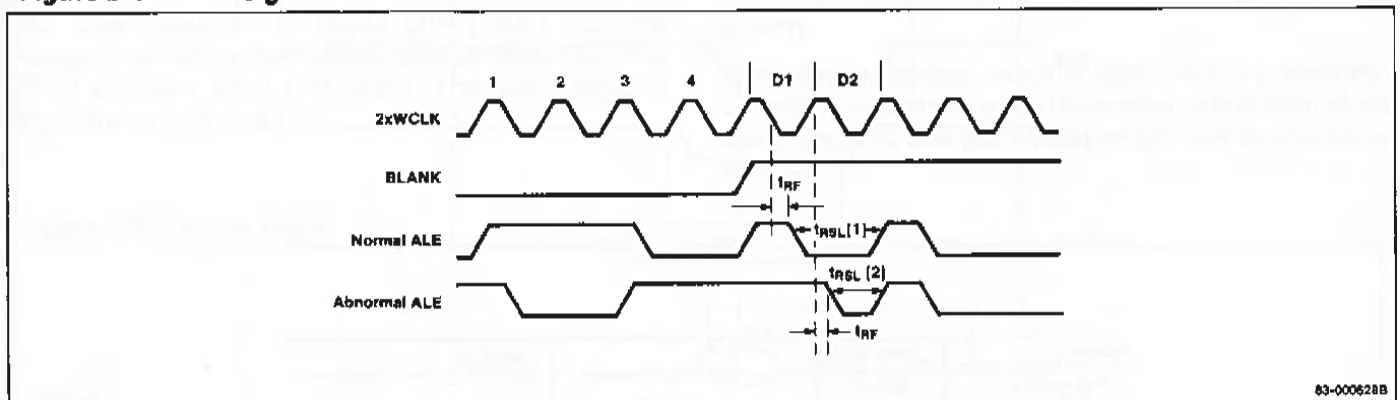 1 2 3 4 D1 D2
2xWCLK
BLANK
tRF
Normal ALE
tRSL(1)
tRSL (2)
Abnormal ALE
tRF
83-000628B